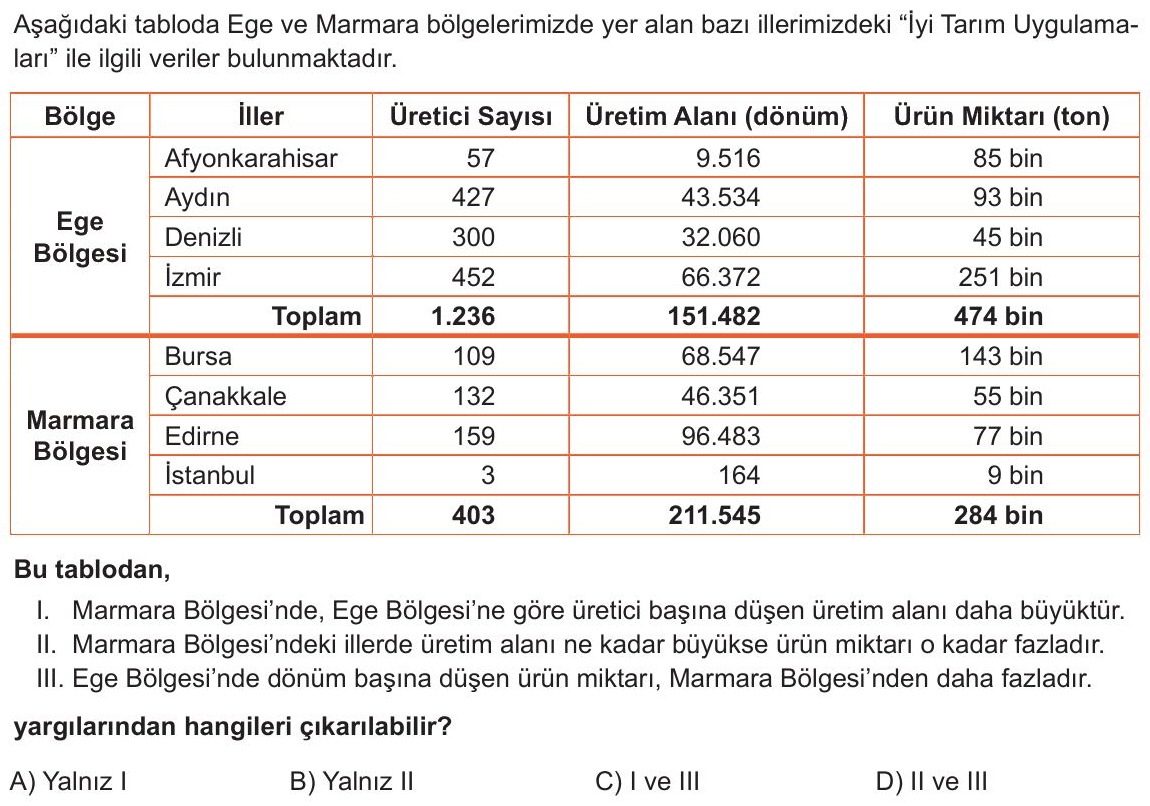 Aşağıdaki tabloda Ege ve Marmara bölgelerimizde yer alan bazı illerimizdeki “İyi Tarım Uygulama-
ları” ile ilgili veriler bulunmaktadır.
Bölge İller Üretici Sayısı Üretim Alanı (dönüm) Ürün Miktarı (ton)
Ege Bölgesi
Afyonkarahisar 57 9.516 85 bin
Aydın 427 43.534 93 bin
Denizli 300 32.060 45 bin
İzmir 452 66.372 251 bin
Toplam 1.236 151.482 474 bin
Marmara Bölgesi
Bursa 109 68.547 143 bin
Çanakkale 132 46.351 55 bin
Edirne 159 96.483 77 bin
İstanbul 3 164 9 bin
Toplam 403 211.545 284 bin
Bu tablodan,
I. Marmara Bölgesi’nde, Ege Bölgesi’ne göre üretici başına düşen üretim alanı daha büyüktür.
II. Marmara Bölgesi’ndeki illerde üretim alanı ne kadar büyükse ürün miktarı o kadar fazladır.
III. Ege Bölgesi’nde dönüm başına düşen ürün miktarı, Marmara Bölgesi’nden daha fazladır.
yargılarından hangileri çıkarılabilir?
A) Yalnız I B) Yalnız II C) I ve III D) II ve III